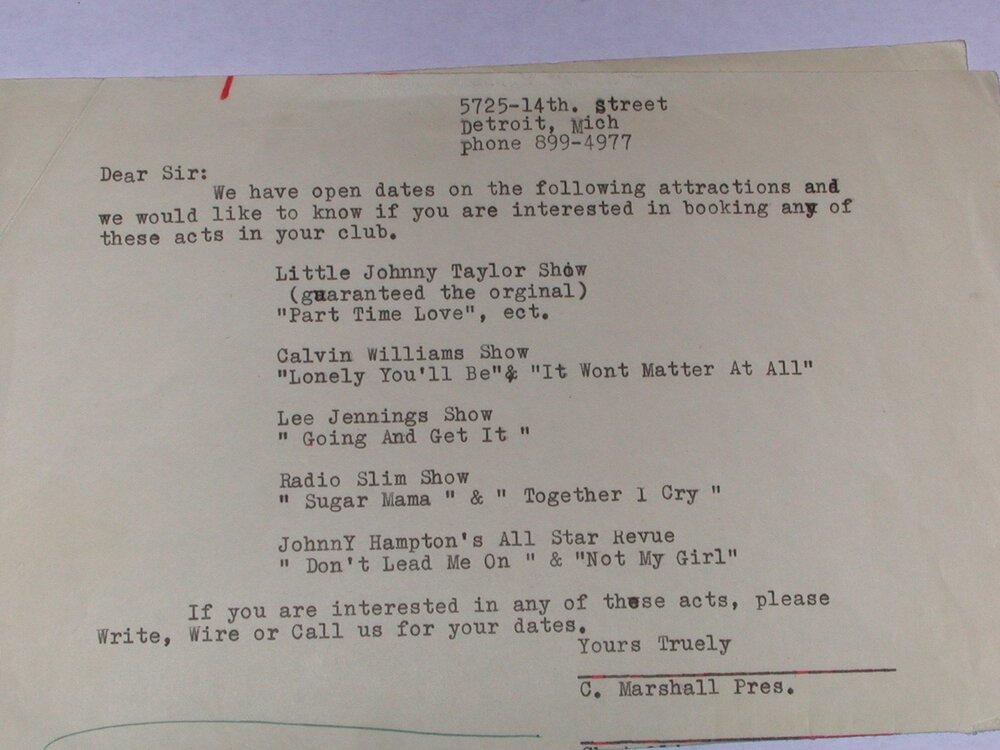 5725-14th. Street
Detroit, Mich
phone 899-4977
Dear Sir:
We have open dates on the following attractions and
we would like to know if you are interested in booking any of
these acts in your club.
Little Johnny Taylor Show
(guaranteed the orginal)
"Part Time Love", ect.
Calvin Williams Show
"Lonely You'll Be"& "It Wont Matter At All"
Lee Jennings Show
" Going And Get It "
Radio Slim Show
" Sugar Mama " & " Together I Cry "
JohnnY Hampton's All Star Revue
" Don't Lead Me On " & "Not My Girl"
If you are interested in any of these acts, please
Write, Wire or Call us for your dates.
Yours Truely
C. Marshall Pres.